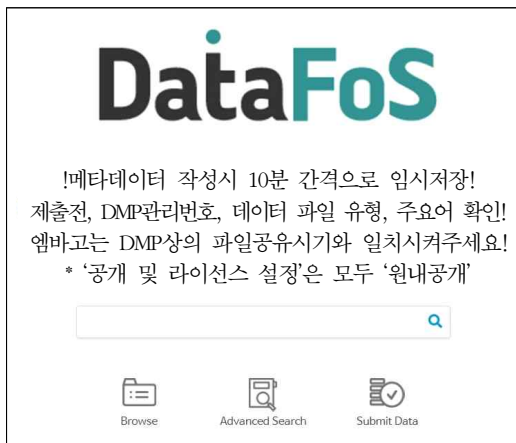 DataFoS
!메타데이터 작성시 10분 간격으로 임시저장!
제출전, DMP관리번호, 데이터 파일 유형, 주요어 확인!
엠바고는 DMP상의 파일공유시기와 일치시켜주세요!
* ‘공개 및 라이선스 설정’은 모두 ‘원내공개’
Browse
Advanced Search
Submit Data